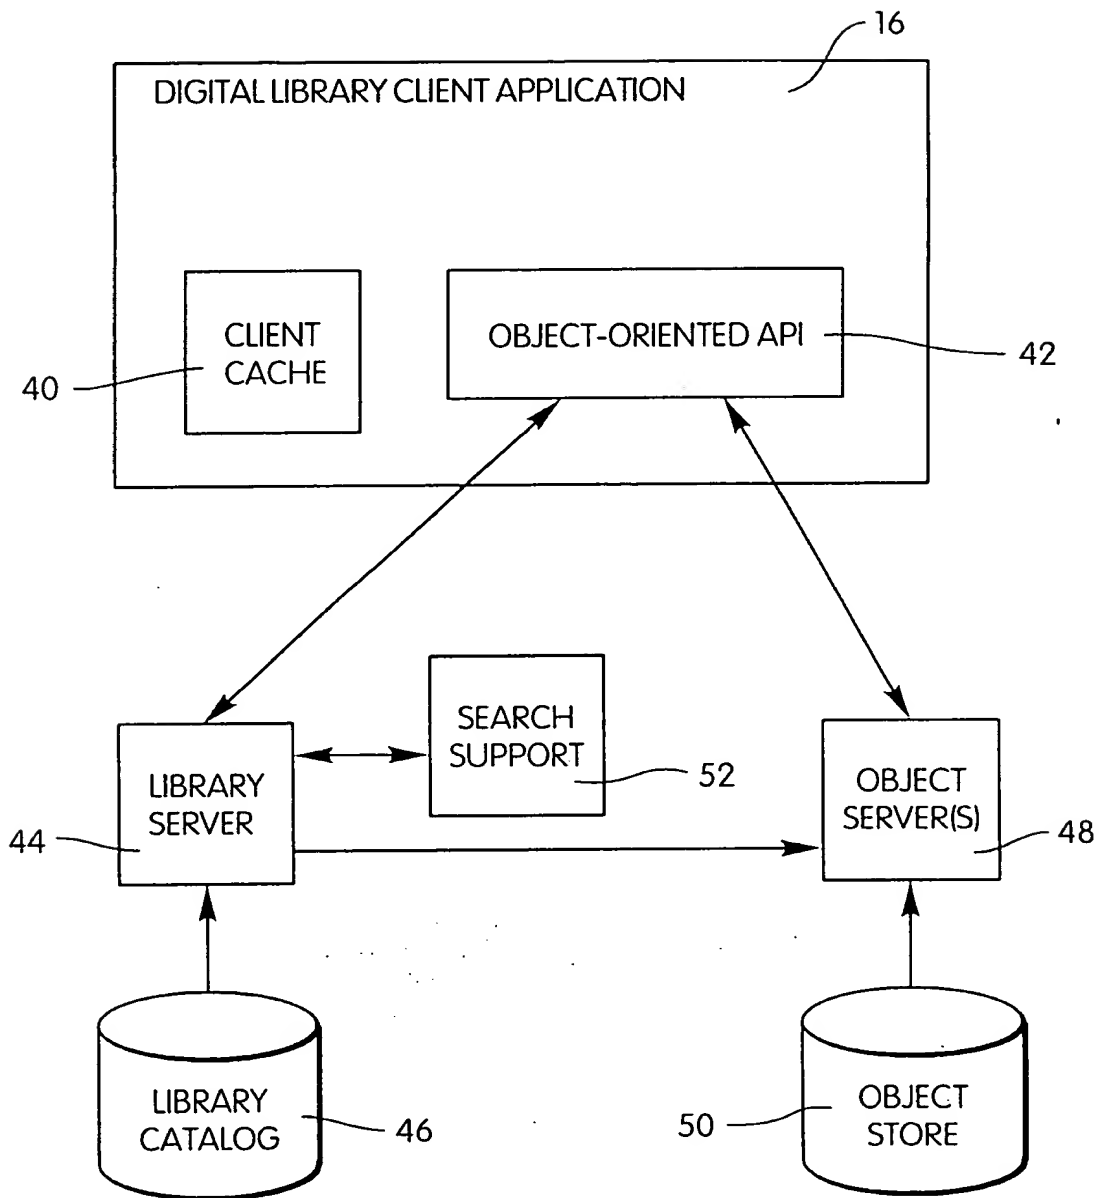 16
DIGITAL LIBRARY CLIENT APPLICATION
CLIENT
CACHE
40
OBJECT-ORIENTED API
42
SEARCH
SUPPORT
52
LIBRARY
SERVER
44
OBJECT
SERVER(S)
48
LIBRARY
CATALOG
46
OBJECT
STORE
50